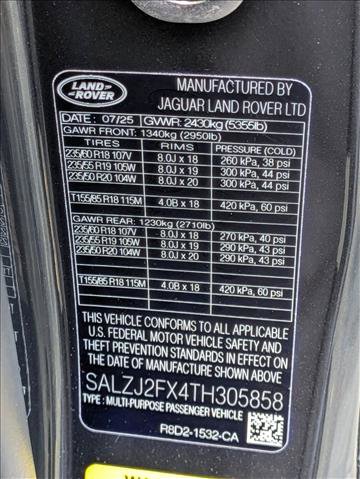 LAND ROVER
MANUFACTURED BY
JAGUAR LAND ROVER LTD
DATE: 07/25 GVWR: 2430kg (5355lb)
GAWR FRONT: 1340kg (2950lb)
TIRES RIMS PRESSURE (COLD)
235/60 R18 107V 8.0J x 18 260 kPa, 38 psi
235/55 R19 105W 8.0J x 19 300 kPa, 44 psi
235/50 R20 104W 8.0J x 20 300 kPa, 44 psi
T155/85 R18 115M 4.0B x 18 420 kPa, 60 psi
GAWR REAR: 1230kg (2710lb)
235/60 R18 107V 8.0J x 18 270 kPa, 40 psi
235/55 R19 105W 8.0J x 19 290 kPa, 43 psi
235/50 R20 104W 8.0J x 20 290 kPa, 43 psi
T155/85 R18 115M 4.0B x 18 420 kPa, 60 psi
THIS VEHICLE CONFORMS TO ALL APPLICABLE
U.S. FEDERAL MOTOR VEHICLE SAFETY AND
THEFT PREVENTION STANDARDS IN EFFECT ON
THE DATE OF MANUFACTURE SHOWN ABOVE
SALZJ2FX4TH305858
TYPE : MULTI-PURPOSE PASSENGER VEHICLE
R8D2-1532-CA